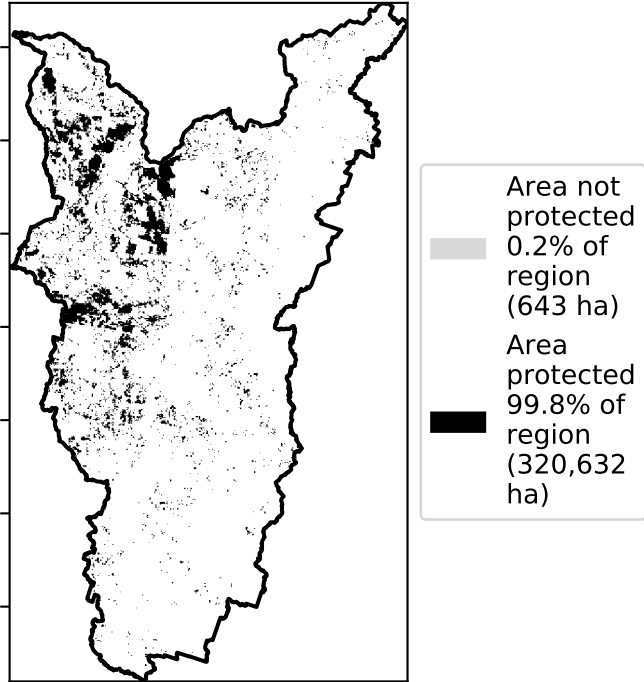 Area not
protected
0.2% of
region
(643 ha)
Area
protected
99.8% of
region
(320,632
ha)